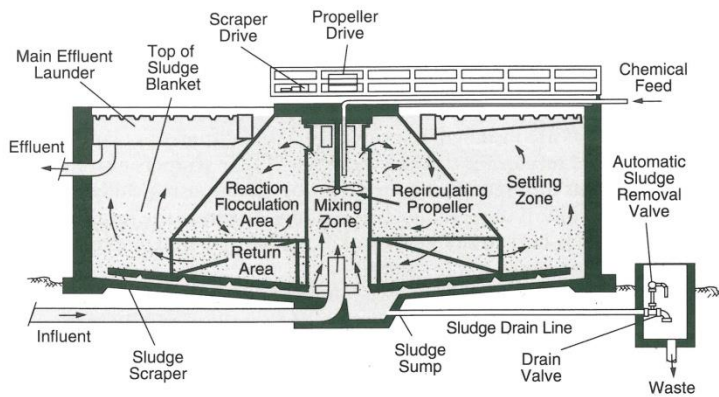 Scraper
Drive
Propeller
Drive
Main Effluent
Launder
Top of
Sludge
Blanket
Chemical
Feed
Effluent
Reaction
Flocculation
Area
Mixing
Zone
Recirculating
Propeller
Settling
Zone
Automatic
Sludge
Removal
Valve
Return
Area
Influent
Sludge
Scraper
Sludge Drain Line
Sludge
Sump
Drain
Valve
Waste